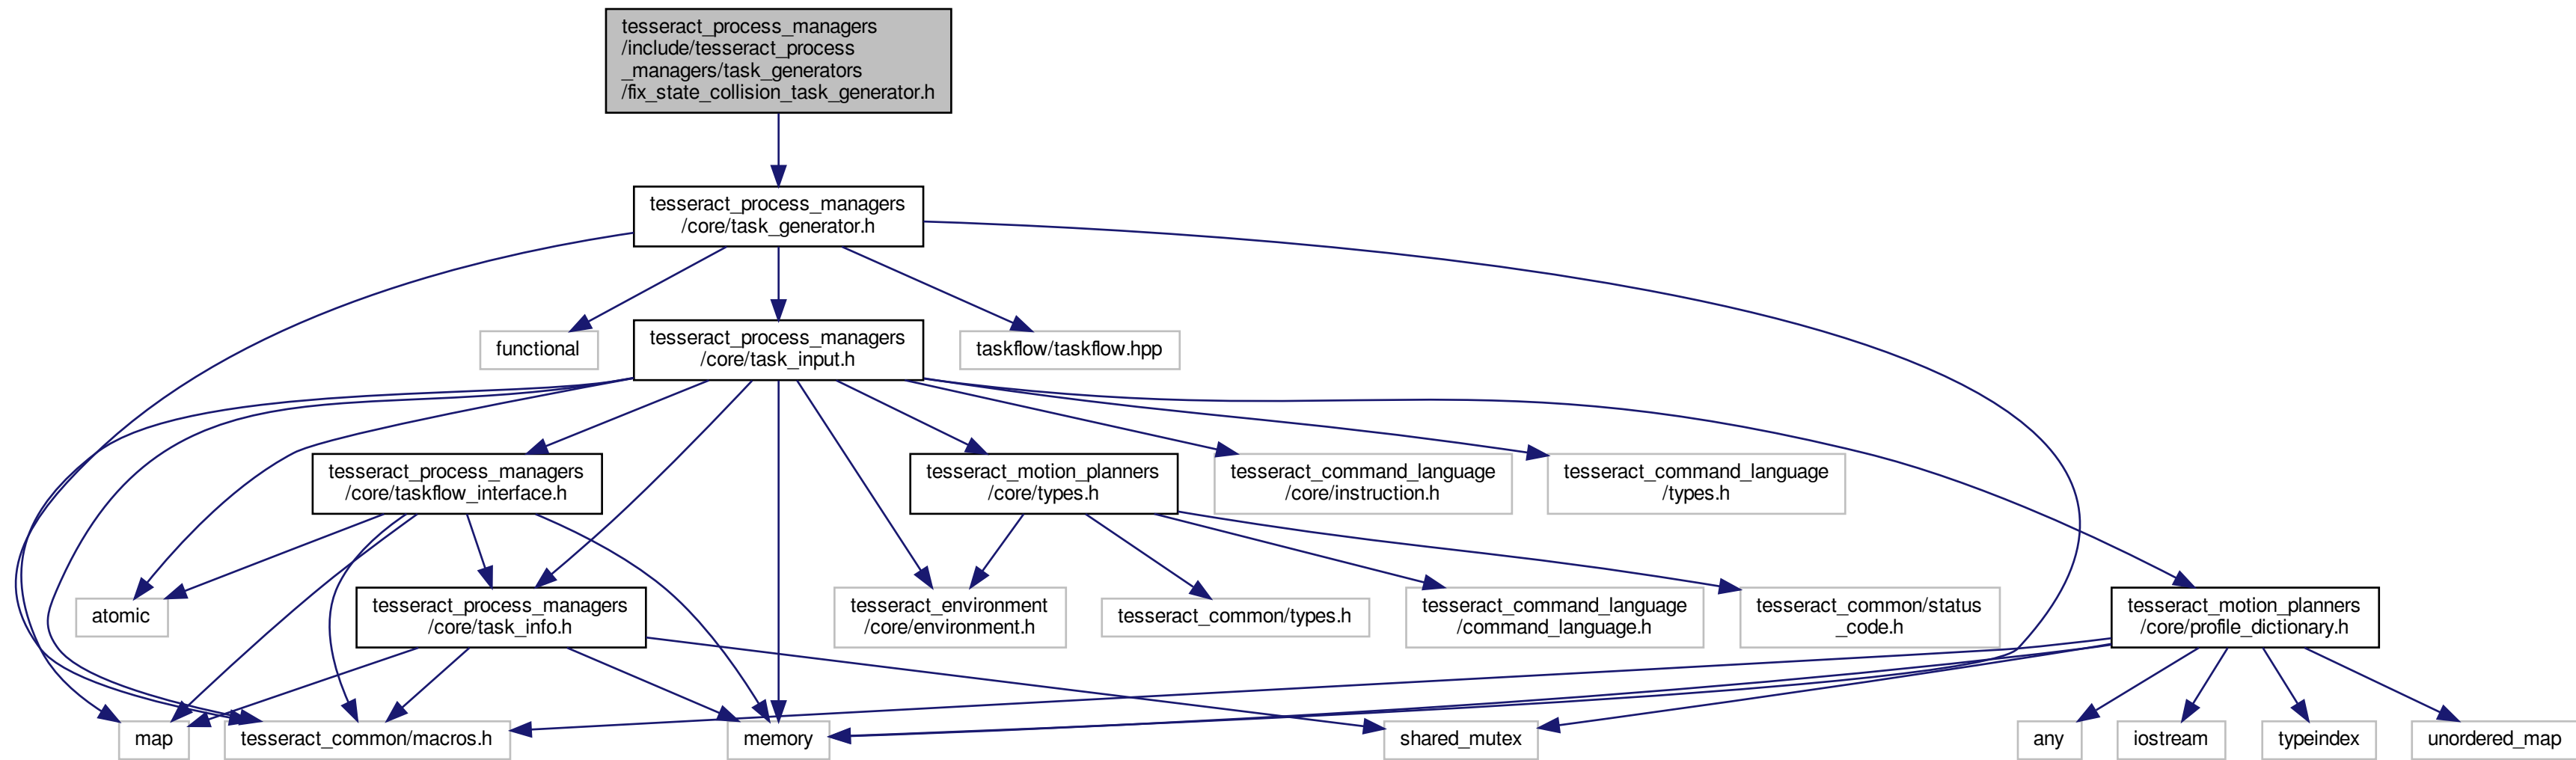 tesseract_process_managers
/include/tesseract_process
_managers/task_generators
/fix_state_collision_task_generator.h
tesseract_process_managers
/core/task_generator.h
functional
tesseract_process_managers
/core/task_input.h
taskflow/taskflow.hpp
tesseract_process_managers
/core/taskflow_interface.h
tesseract_motion_planners
/core/types.h
tesseract_command_language
/core/instruction.h
tesseract_command_language
/types.h
atomic
tesseract_process_managers
/core/task_info.h
tesseract_environment
/core/environment.h
tesseract_common/types.h
tesseract_command_language
/command_language.h
tesseract_common/status
_code.h
tesseract_motion_planners
/core/profile_dictionary.h
map
tesseract_common/macros.h
memory
shared_mutex
any
iostream
typeindex
unordered_map